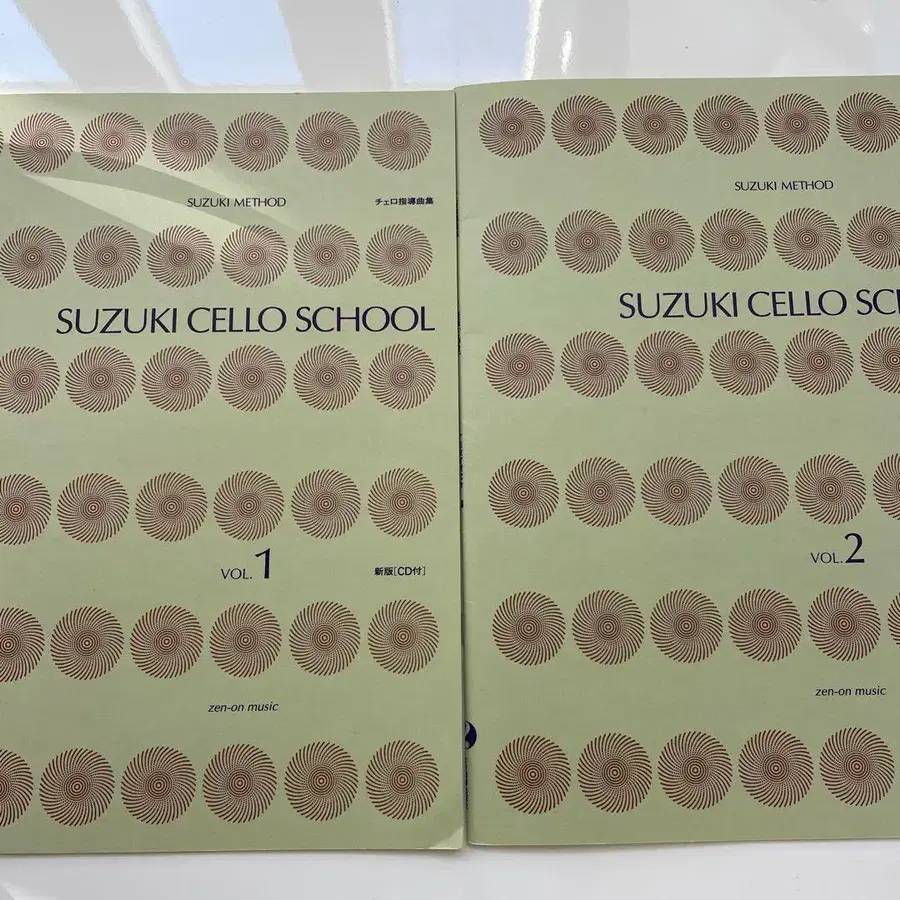 SUZUKI METHOD
チェロ指導曲集
SUZUKI CELLO SCHOOL
VOL. 1
新版[CD付]
zen-on music
SUZUKI METHOD
SUZUKI CELLO SC
VOL. 2
zen-on music